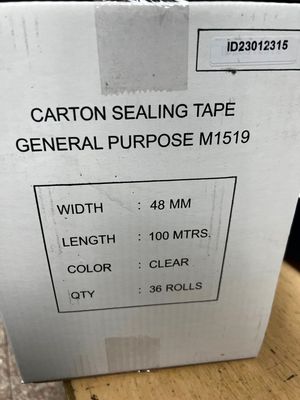 ID23012315
CARTON SEALING TAPE
GENERAL PURPOSE M1519
WIDTH : 48 MM
LENGTH : 100 MTRS.
COLOR : CLEAR
QTY : 36 ROLLS